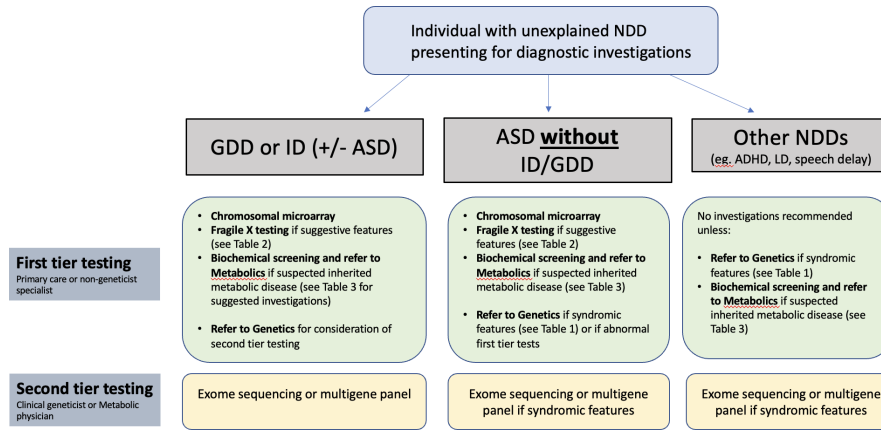 Individual with unexplained NDD
presenting for diagnostic investigations
GDD or ID (+/- ASD)
ASD without
ID/GDD
Other NDDs
(eg. ADHD, LD, speech delay)
First tier testing
Primary care or non-geneticist
specialist
• Chromosomal microarray
• Fragile X testing if suggestive features
(see Table 2)
• Biochemical screening and refer to
Metabolics if suspected inherited
metabolic disease (see Table 3 for
suggested investigations)
• Refer to Genetics for consideration of
second tier testing
• Chromosomal microarray
• Fragile X testing if suggestive
features (see Table 2)
• Biochemical screening and refer to
Metabolics if suspected inherited
metabolic disease (see Table 3)
• Refer to Genetics if syndromic
features (see Table 1) or if abnormal
first tier tests
No investigations recommended
unless:
• Refer to Genetics if syndromic
features (see Table 1)
• Biochemical screening and refer
to Metabolics if suspected
inherited metabolic disease (see
Table 3)
Second tier testing
Clinical geneticist or Metabolic
physician
Exome sequencing or multigene panel
Exome sequencing or multigene
panel if syndromic features
Exome sequencing or multigene
panel if syndromic features